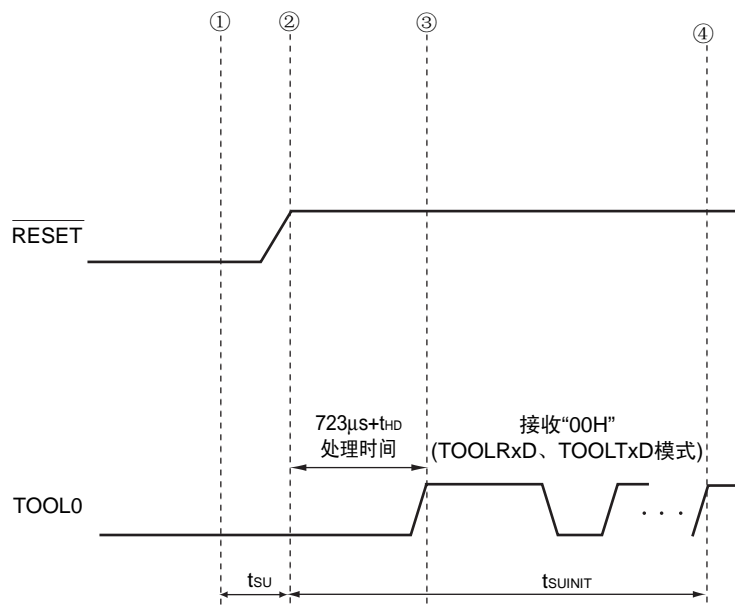 ① ② ③ ④
RESET
723μs+tHD
处理时间
接收“00H”
(TOOLRxD、TOOLTxD模式)
TOOL0
. . .
tSU
tSUINIT